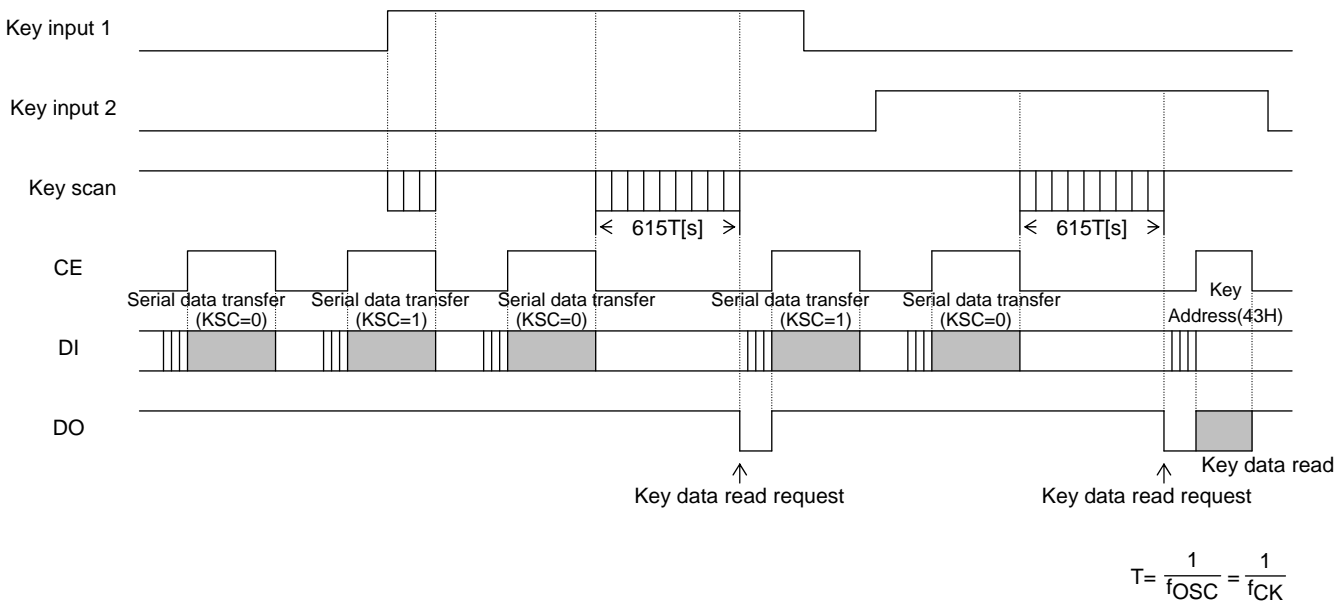 Key input 1
Key input 2
Key scan
615T[s]
615T[s]
CE
Serial data transfer
(KSC=0)
Serial data transfer
(KSC=1)
Serial data transfer
(KSC=0)
Serial data transfer
(KSC=1)
Serial data transfer
(KSC=0)
Key
Address(43H)
DI
DO
Key data read
Key data read request
Key data read request
T= 1/fOSC = 1/fCK